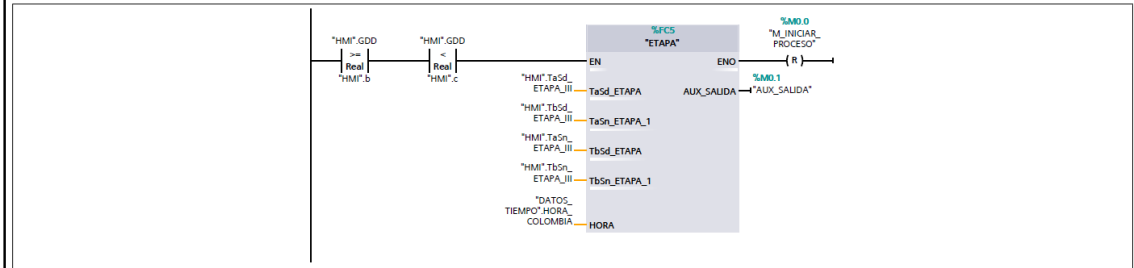 %M0.0
%FC5
"M_INICIAR_
"HMI".GDD
"HMI".GDD
"ETAPA"
PROCESO"
>=
<
EN
ENO
R
Real
Real
"HMI".b
"HMI".c
"HMI".TaSd_
ETAPA_III
TaSd_ETAPA
AUX_SALIDA
%M0.1
"AUX_SALIDA"
"HMI".TbSd_
ETAPA_III
TaSn_ETAPA_1
"HMI".TaSn_
ETAPA_III
TbSd_ETAPA
"HMI".TbSn_
ETAPA_III
TbSn_ETAPA_1
"DATOS_
TIEMPO".HORA_
COLOMBIA
HORA